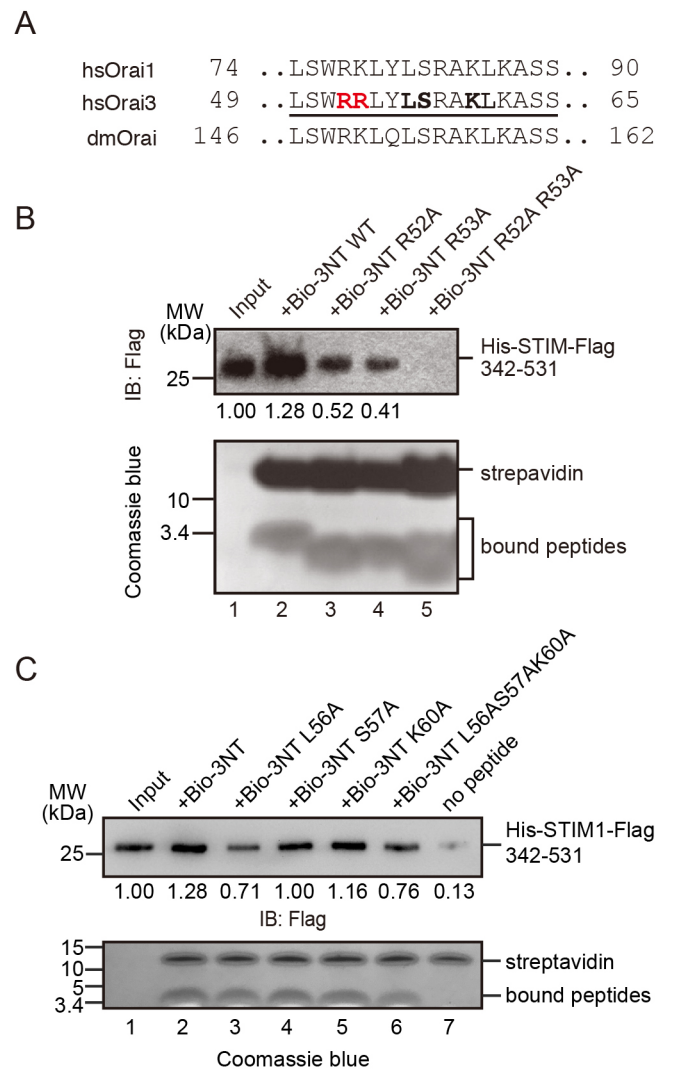 A
hsOrai1 74 ..LSWRKLYLSRAKLKASS.. 90
hsOrai3 49 ..LSWRRLYLSRAKLKASS.. 65
dmOrai 146 ..LSWRKLQLSRAKLKASS.. 162
B
Input
+Bio-3NT WT
+Bio-3NT R52A
+Bio-3NT R53A
+Bio-3NT R52A R53A
MW
(kDa)
IB: Flag
25
His-STIM-Flag
342-531
1.00 1.28 0.52 0.41
Coomassie blue
strepavidin
10
3.4
bound peptides
1 2 3 4 5
C
Input
+Bio-3NT
+Bio-3NT L56A
+Bio-3NT S57A
+Bio-3NT K60A
+Bio-3NT L56AS57AK60A
no peptide
MW
(kDa)
25
His-STIM1-Flag
342-531
1.00 1.28 0.71 1.00 1.16 0.76 0.13
IB: Flag
15
10
5
3.4
streptavidin
bound peptides
1 2 3 4 5 6 7
Coomassie blue